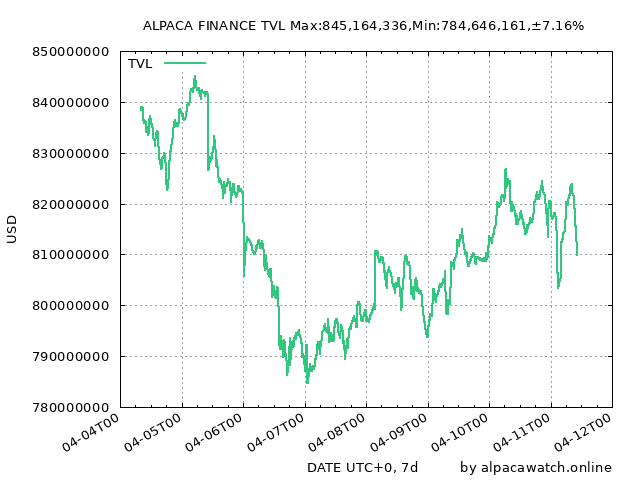 ALPACA FINANCE TVL Max:845,164,336,Min:784,646,161,±7.16%
TVL
850000000
840000000
830000000
820000000
810000000
800000000
790000000
780000000
USD
04-04T00
04-05T00
04-06T00
04-07T00
04-08T00
04-09T00
04-10T00
04-11T00
04-12T00
DATE UTC+0, 7d
by alpacawatch.online